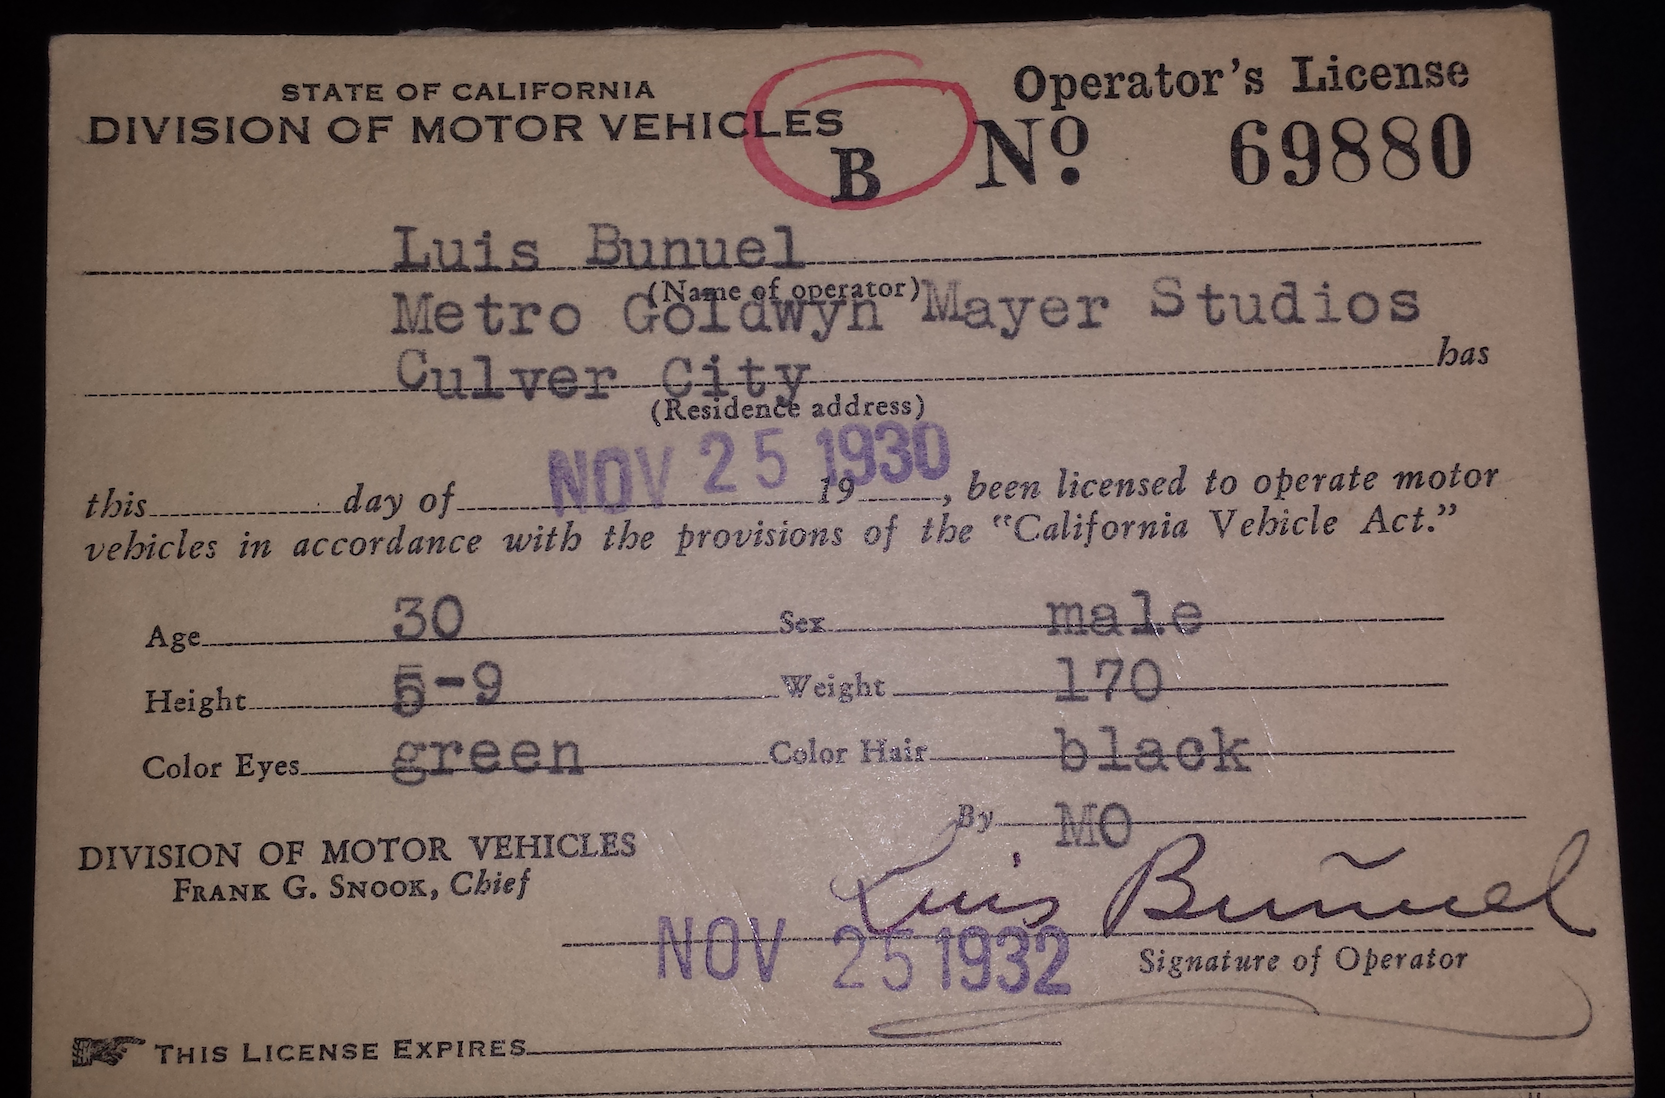 STATE OF CALIFORNIA
DIVISION OF MOTOR VEHICLES
B
Operator's License
Nº 69880
Luis Bunuel
(Name of operator)
Metro Goldwyn Mayer Studios
Culver City has
(Residence address)
NOV 25 1930
this day of 19 , been licensed to operate motor
vehicles in accordance with the provisions of the "California Vehicle Act."
Age 30 Sex male
Height 5-9 Weight 170
Color Eyes green Color Hair black
By MO
DIVISION OF MOTOR VEHICLES
FRANK G. SNOOK, Chief
Luis Buñuel
Signature of Operator
NOV 25 1932
THIS LICENSE EXPIRES